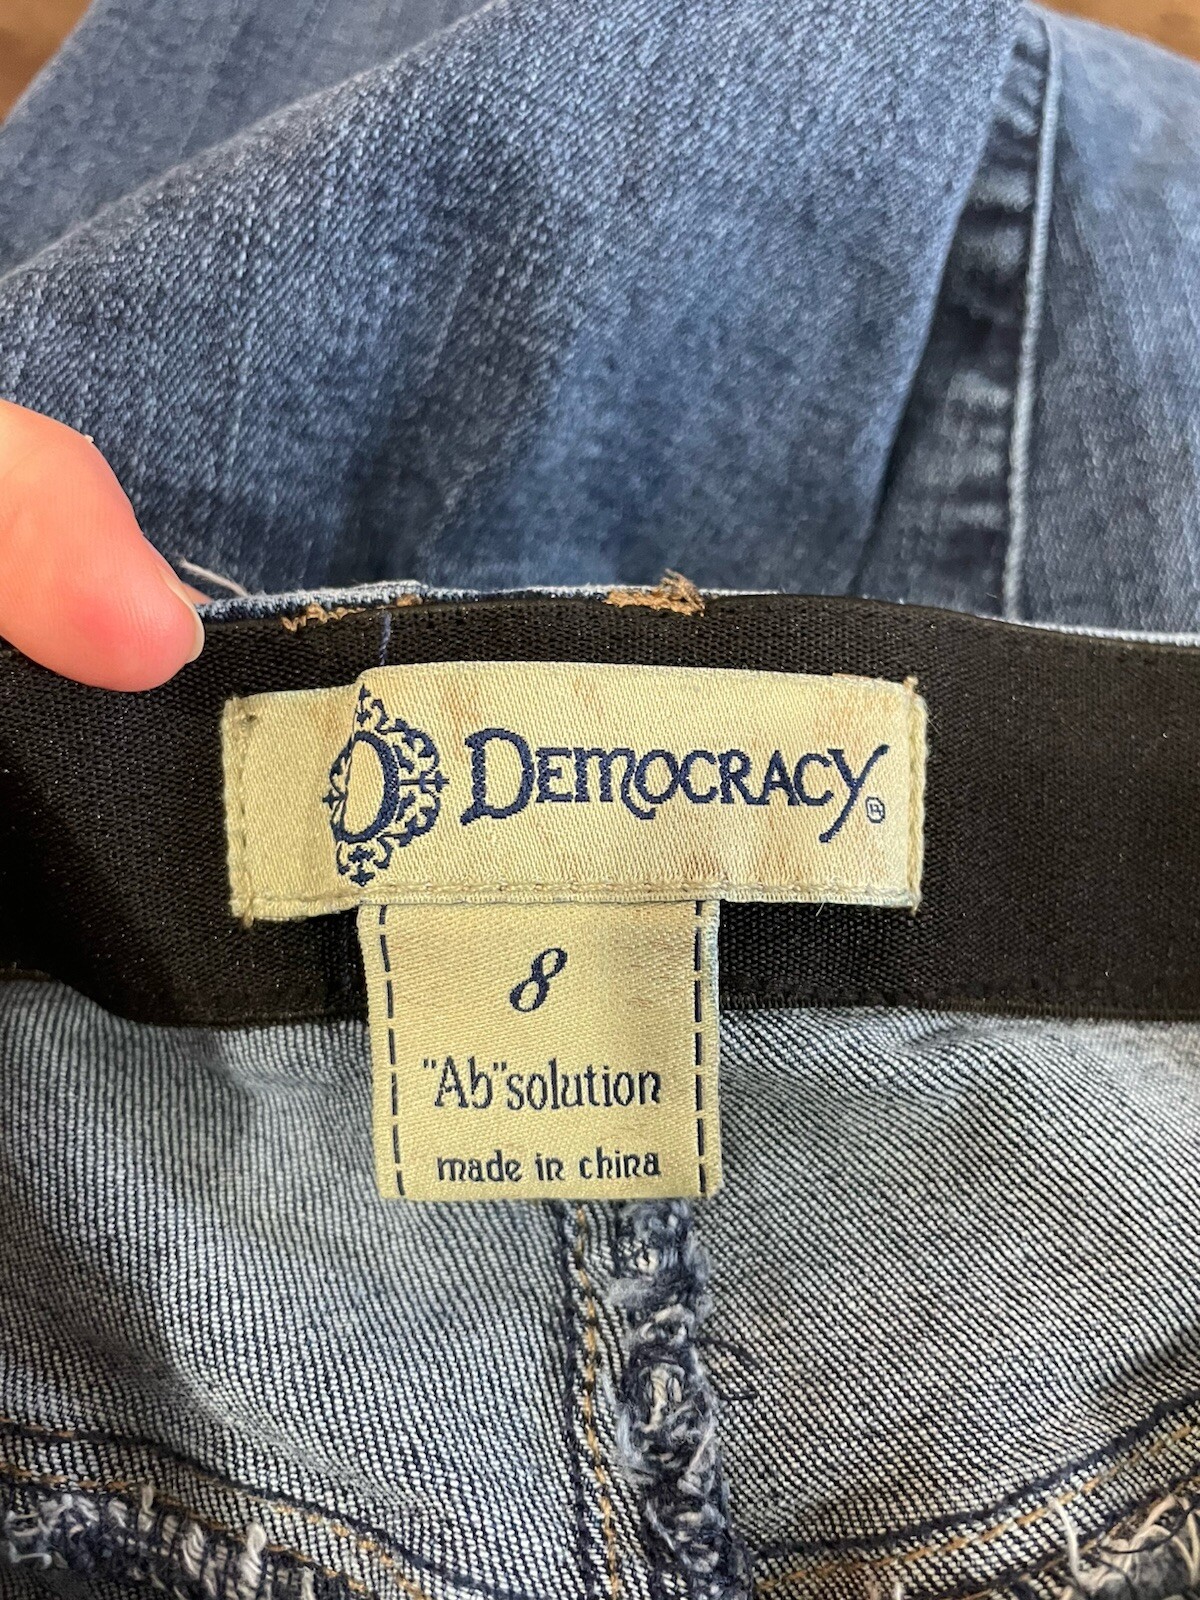 DEMOCRACY®
8
"Ab"solution
made in china